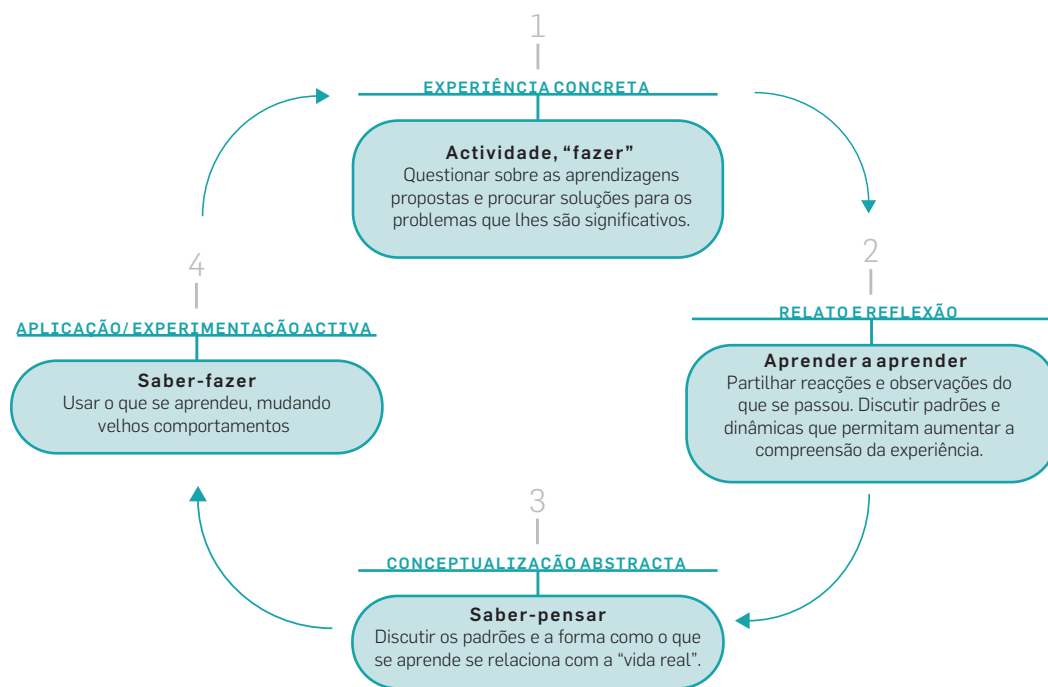 1
EXPERIÊNCIA CONCRETA
Actividade, “fazer”
Questionar sobre as aprendizagens
propostas e procurar soluções para os
problemas que lhes são significativos.
2
RELATO E REFLEXÃO
Aprender a aprender
Partilhar reacções e observações do
que se passou. Discutir padrões e
dinâmicas que permitam aumentar a
compreensão da experiência.
3
CONCEPTUALIZAÇÃO ABSTRACTA
Saber-pensar
Discutir os padrões e a forma como o que
se aprende se relaciona com a “vida real”.
4
APLICAÇÃO/ EXPERIMENTAÇÃO ACTIVA
Saber-fazer
Usar o que se aprendeu, mudando
velhos comportamentos